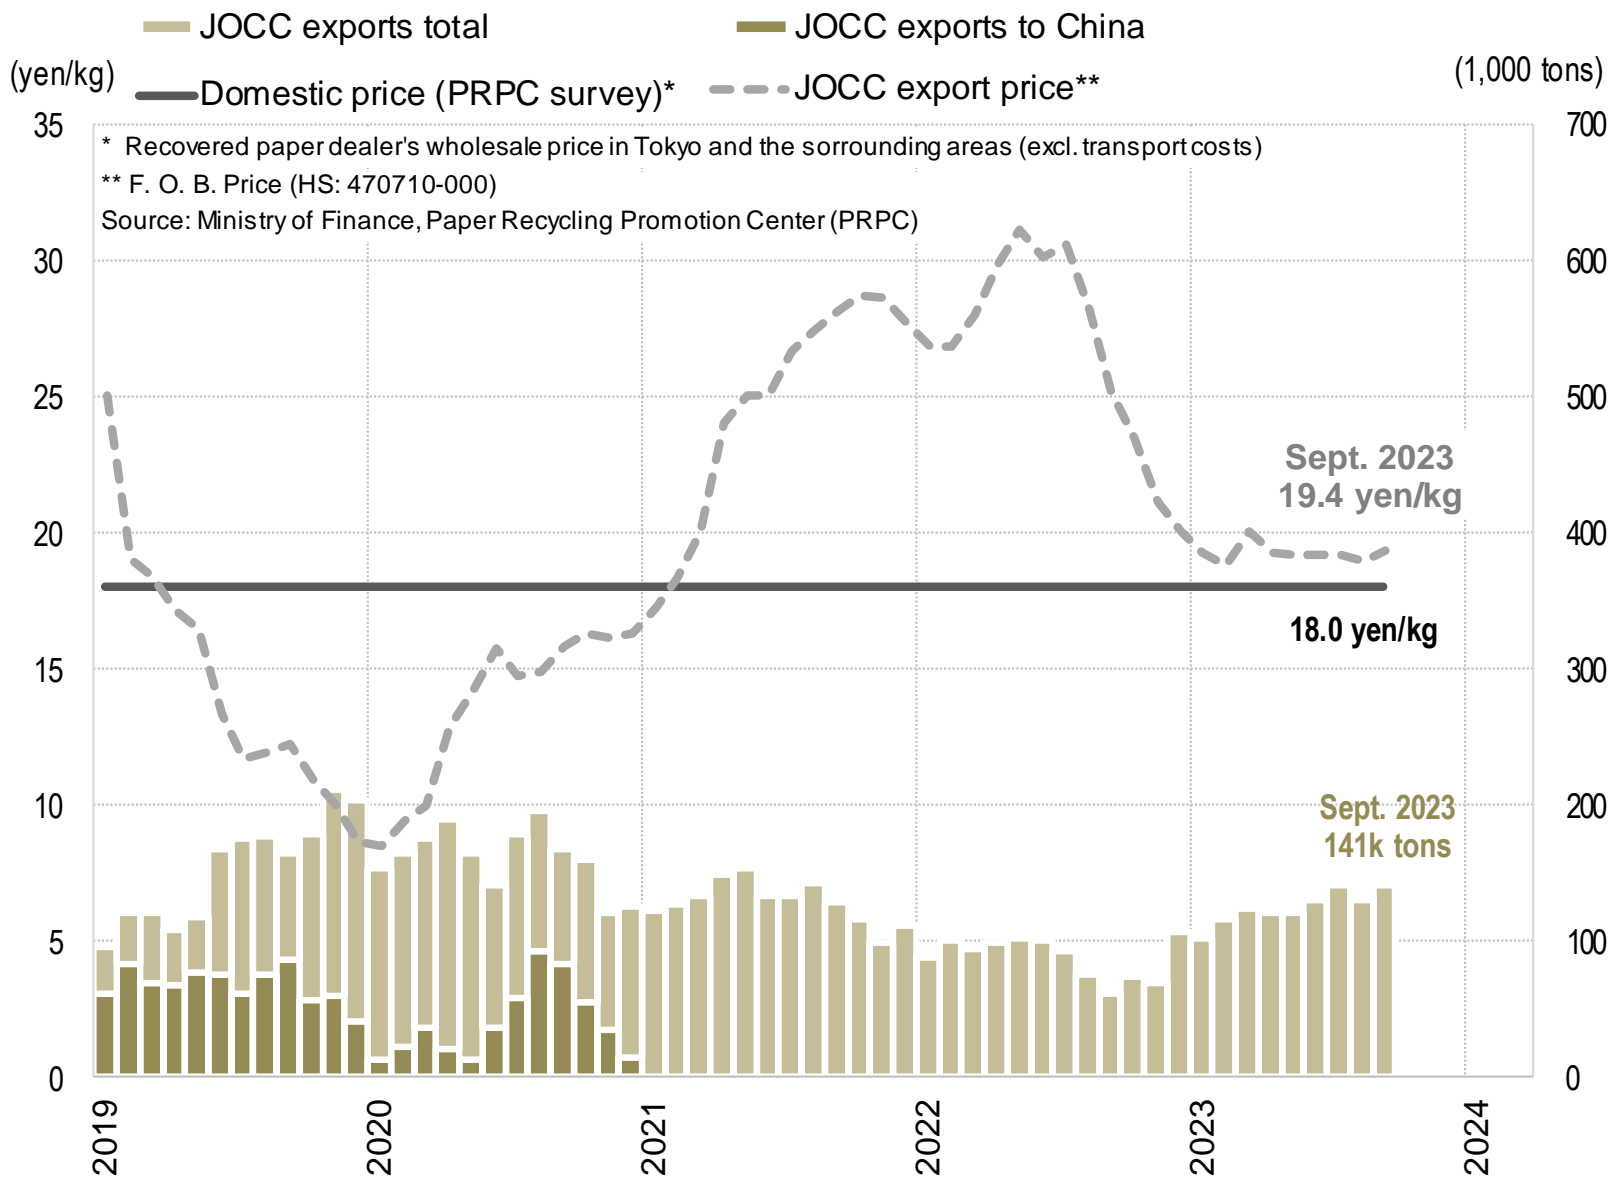 JOCC exports total
JOCC exports to China
(yen/kg)
(1,000 tons)
Domestic price (PRPC survey)*
JOCC export price**
35
700
* Recovered paper dealer's wholesale price in Tokyo and the sorrounding areas (excl. transport costs)
** F. O. B. Price (HS: 470710-000)
Source: Ministry of Finance, Paper Recycling Promotion Center (PRPC)
30
600
25
500
Sept. 2023
19.4 yen/kg
20
400
18.0 yen/kg
15
300
10
200
Sept. 2023
141k tons
5
100
0
0
2019
2020
2021
2022
2023
2024